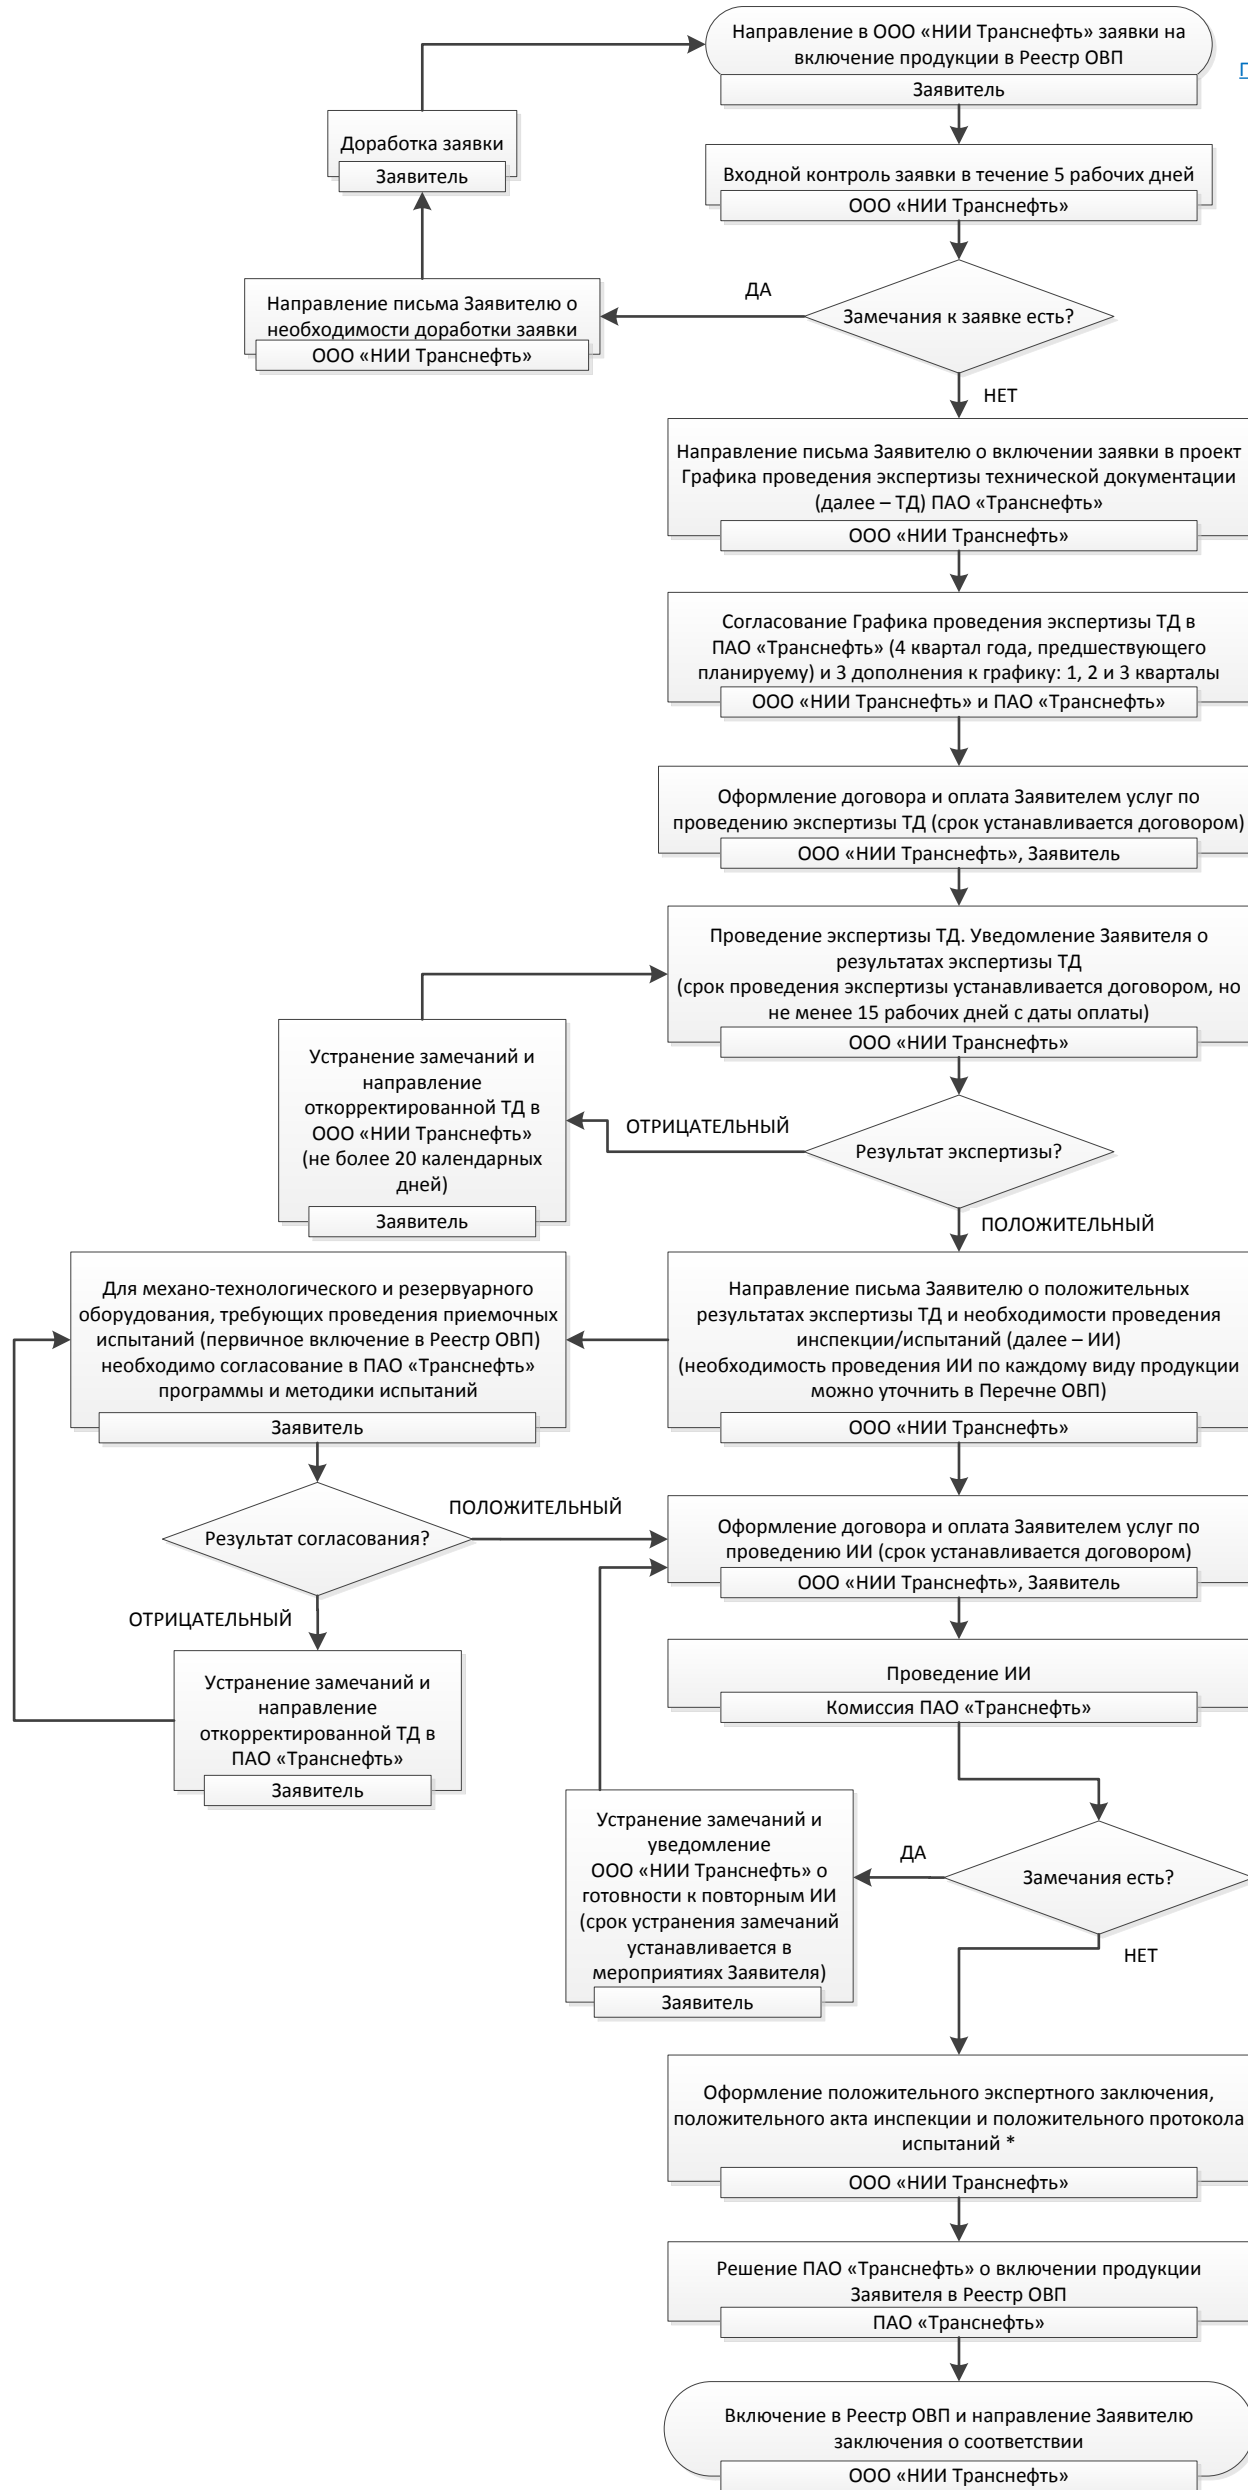 Направление в ООО «НИИ Транснефть» заявки на
включение продукции в Реестр ОВП
Заявитель
Доработка заявки
Заявитель
Входной контроль заявки в течение 5 рабочих дней
ООО «НИИ Транснефть»
ДА
Замечания к заявке есть?
Направление письма Заявителю о
необходимости доработки заявки
ООО «НИИ Транснефть»
НЕТ
Направление письма Заявителю о включении заявки в проект
Графика проведения экспертизы технической документации
(далее – ТД) ПАО «Транснефть»
ООО «НИИ Транснефть»
Согласование Графика проведения экспертизы ТД в
ПАО «Транснефть» (4 квартал года, предшествующего
планируему) и 3 дополнения к графику: 1, 2 и 3 кварталы
ООО «НИИ Транснефть» и ПАО «Транснефть»
Оформление договора и оплата Заявителем услуг по
проведению экспертизы ТД (срок устанавливается договором)
ООО «НИИ Транснефть», Заявитель
Проведение экспертизы ТД. Уведомление Заявителя о
результатах экспертизы ТД
(срок проведения экспертизы устанавливается договором, но
не менее 15 рабочих дней с даты оплаты)
ООО «НИИ Транснефть»
Устранение замечаний и
направление
откорректированной ТД в
ООО «НИИ Транснефть»
(не более 20 календарных
дней)
Заявитель
ОТРИЦАТЕЛЬНЫЙ
Результат экспертизы?
ПОЛОЖИТЕЛЬНЫЙ
Для механо-технологического и резервуарного
оборудования, требующих проведения приемочных
испытаний (первичное включение в Реестр ОВП)
необходимо согласование в ПАО «Транснефть»
программы и методики испытаний
Заявитель
Направление письма Заявителю о положительных
результатах экспертизы ТД и необходимости проведения
инспекции/испытаний (далее – ИИ)
(необходимость проведения ИИ по каждому виду продукции
можно уточнить в Перечне ОВП)
ООО «НИИ Транснефть»
Результат согласования?
ПОЛОЖИТЕЛЬНЫЙ
Оформление договора и оплата Заявителем услуг по
проведению ИИ (срок устанавливается договором)
ООО «НИИ Транснефть», Заявитель
ОТРИЦАТЕЛЬНЫЙ
Устранение замечаний и
направление
откорректированной ТД в
ПАО «Транснефть»
Заявитель
Проведение ИИ
Комиссия ПАО «Транснефть»
Устранение замечаний и
уведомление
ООО «НИИ Транснефть» о
готовности к повторным ИИ
(срок устранения замечаний
устанавливается в
мероприятиях Заявителя)
Заявитель
ДА
Замечания есть?
НЕТ
Оформление положительного экспертного заключения,
положительного акта инспекции и положительного протокола
испытаний *
ООО «НИИ Транснефть»
Решение ПАО «Транснефть» о включении продукции
Заявителя в Реестр ОВП
ПАО «Транснефть»
Включение в Реестр ОВП и направление Заявителю
заключения о соответствии
ООО «НИИ Транснефть»